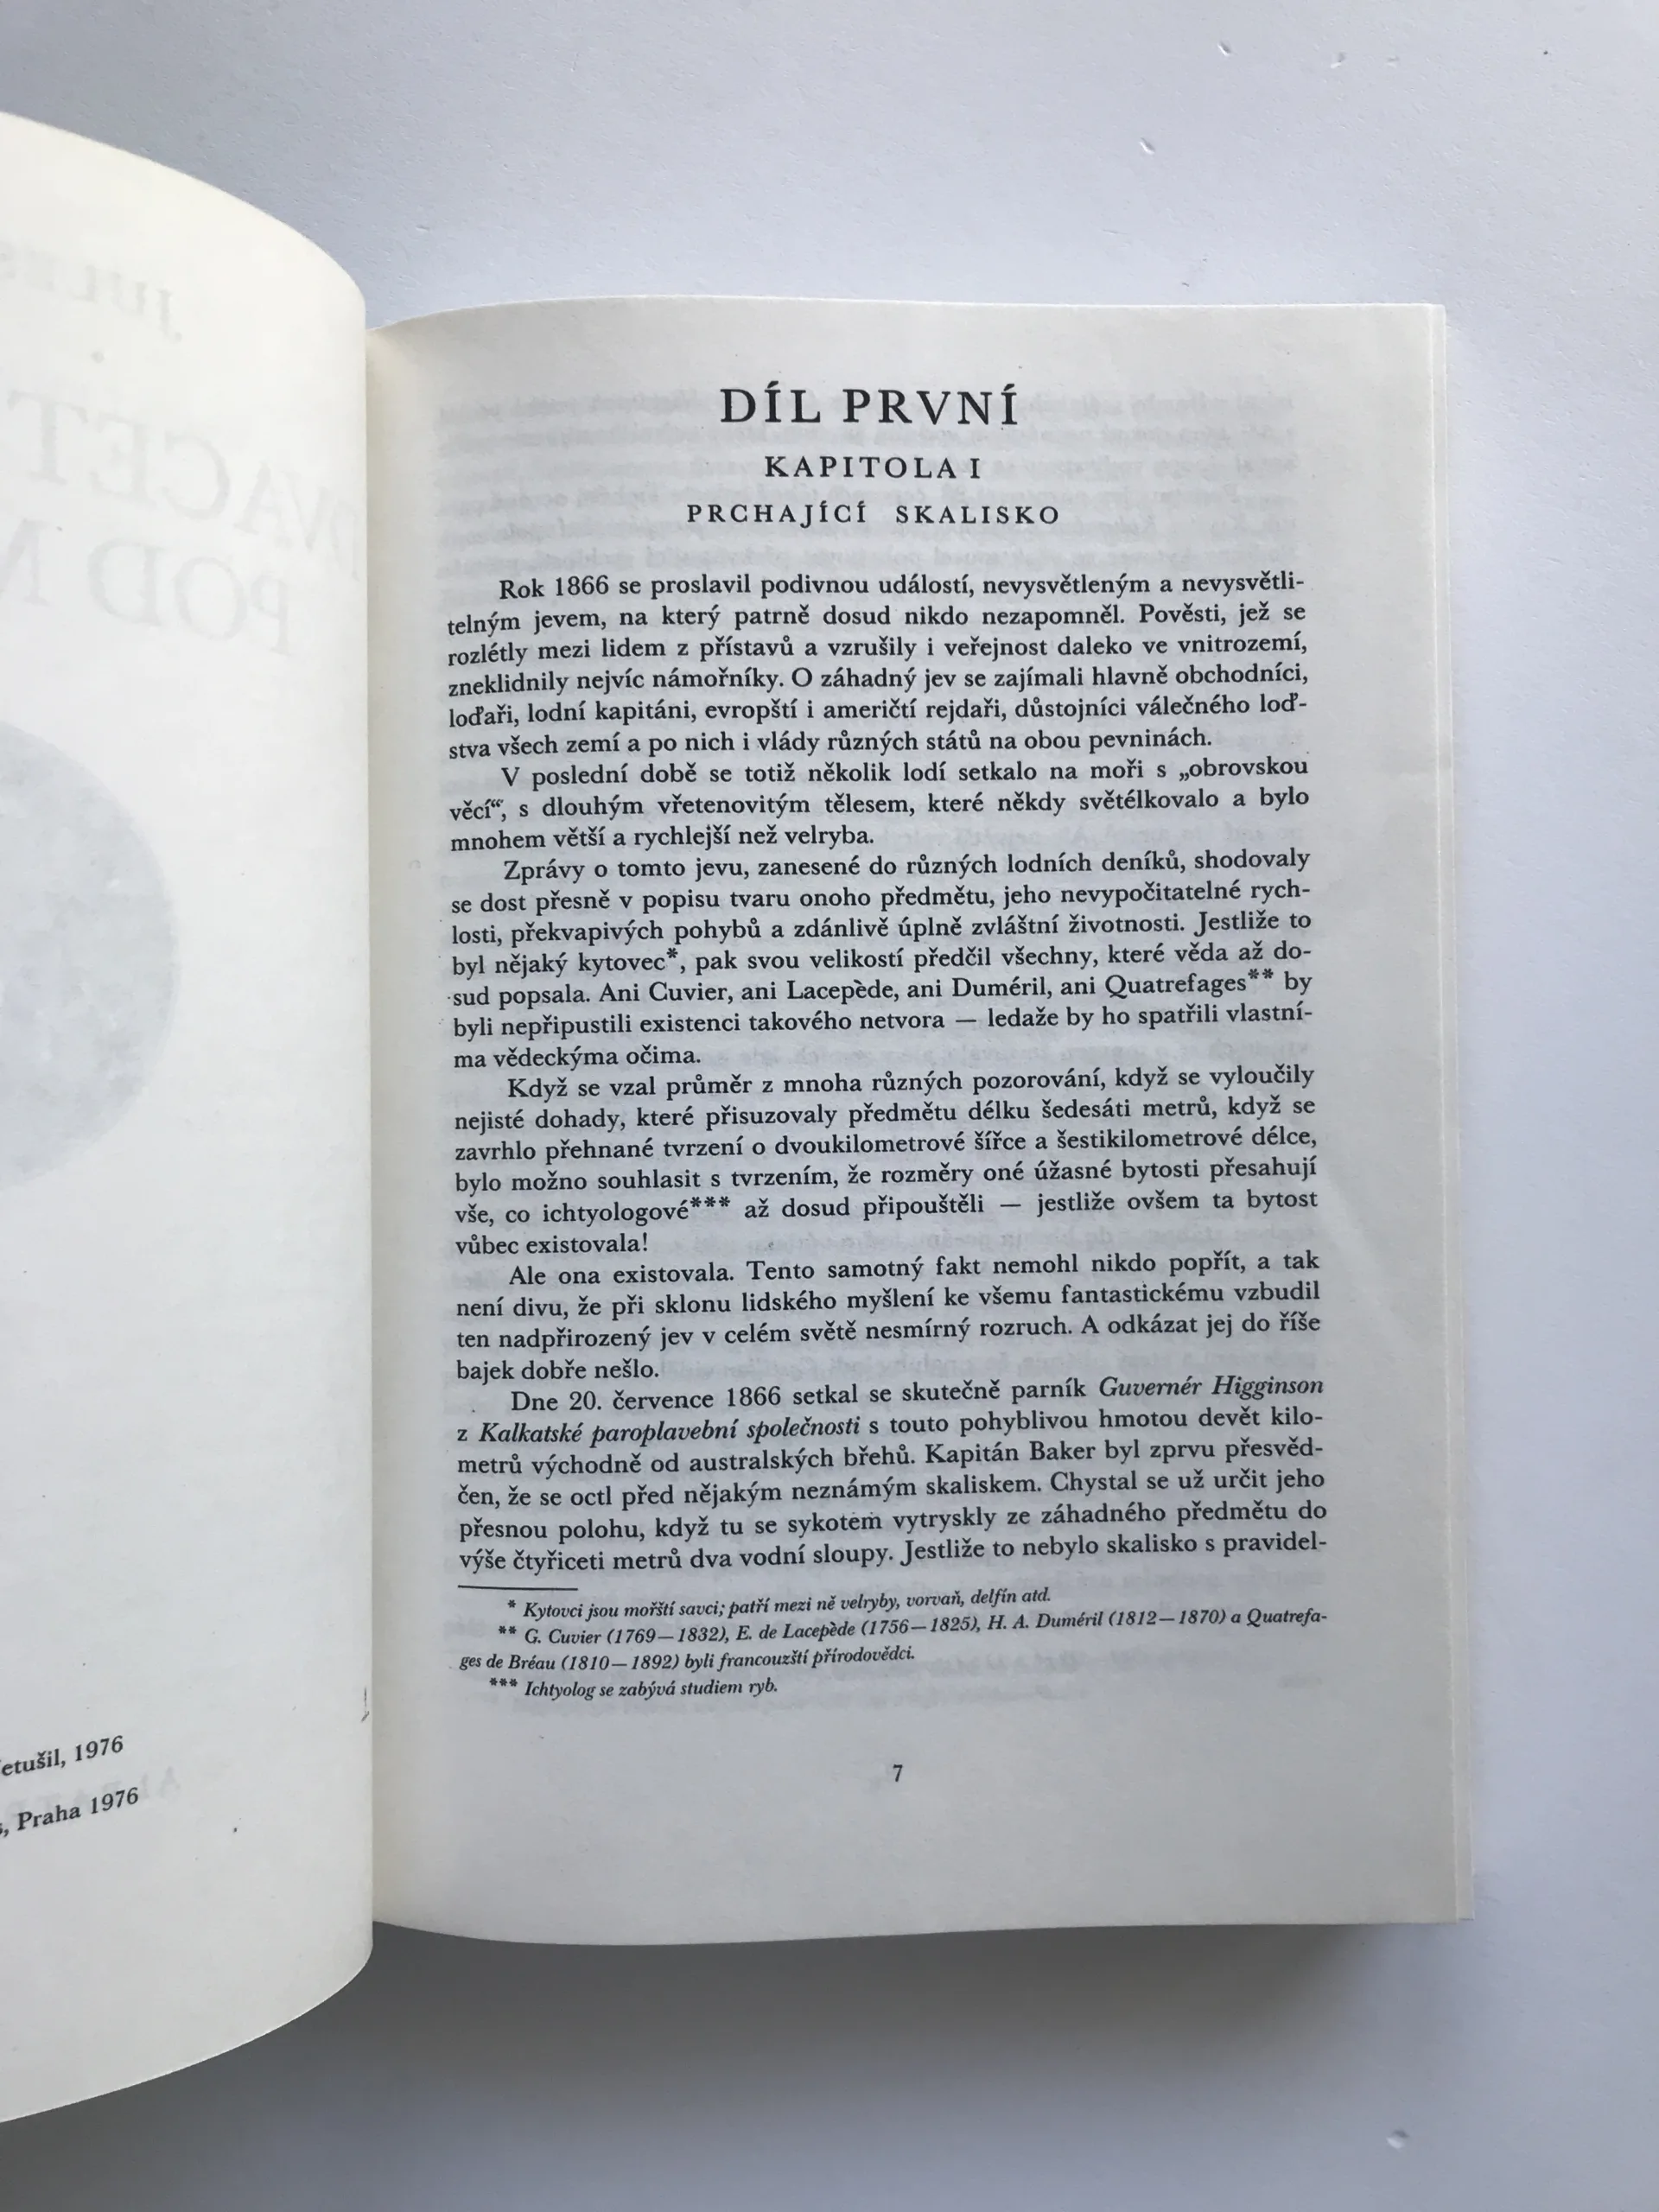 etušil, 1976
, Praha 1976
DÍL PRVNÍ
KAPITOLA I
PRCHAJÍCÍ SKALISKO
Rok 1866 se proslavil podivnou událostí, nevysvětleným a nevysvětli-
telným jevem, na který patrně dosud nikdo nezapomněl. Pověsti, jež se
rozlétly mezi lidem z přístavů a vzrušily i veřejnost daleko ve vnitrozemí,
zneklidnily nejvíc námořníky. O záhadný jev se zajímali hlavně obchodníci,
loďaři, lodní kapitáni, evropští i američtí rejdaři, důstojníci válečného loď-
stva všech zemí a po nich i vlády různých států na obou pevninách.
V poslední době se totiž několik lodí setkalo na moři s „obrovskou
věcí“, s dlouhým vřetenovitým tělesem, které někdy světélkovalo a bylo
mnohem větší a rychlejší než velryba.
Zprávy o tomto jevu, zanesené do různých lodních deníků, shodovaly
se dost přesně v popisu tvaru onoho předmětu, jeho nevypočitatelné rych-
losti, překvapivých pohybů a zdánlivě úplně zvláštní životnosti. Jestliže to
byl nějaký kytovec*, pak svou velikostí předčil všechny, které věda až do-
sud popsala. Ani Cuvier, ani Lacepède, ani Duméril, ani Quatrefages** by
byli nepřipustili existenci takového netvora — ledaže by ho spatřili vlastní-
ma vědeckýma očima.
Když se vzal průměr z mnoha různých pozorování, když se vyloučily
nejisté dohady, které přisuzovaly předmětu délku šedesáti metrů, když se
zavrhlo přehnané tvrzení o dvoukilometrové šířce a šestikilometrové délce,
bylo možno souhlasit s tvrzením, že rozměry oné úžasné bytosti přesahují
vše, co ichtyologové*** až dosud připouštěli — jestliže ovšem ta bytost
vůbec existovala!
Ale ona existovala. Tento samotný fakt nemohl nikdo popřít, a tak
není divu, že při sklonu lidského myšlení ke všemu fantastickému vzbudil
ten nadpřirozený jev v celém světě nesmírný rozruch. A odkázat jej do říše
bajek dobře nešlo.
Dne 20. července 1866 setkal se skutečně parník Guvernér Higginson
z Kalkatské paroplavební společnosti s touto pohyblivou hmotou devět kilo-
metrů východně od australských břehů. Kapitán Baker byl zprvu přesvěd-
čen, že se octl před nějakým neznámým skaliskem. Chystal se už určit jeho
přesnou polohu, když tu se sykotem vytryskly ze záhadného předmětu do
výše čtyřiceti metrů dva vodní sloupy. Jestliže to nebylo skalisko s pravidel-
* Kytovci jsou mořští savci; patří mezi ně velryby, vorvaň, delfín atd.
** G. Cuvier (1769—1832), E. de Lacepède (1756—1825), H. A. Duméril (1812—1870) a Quatrefa-
ges de Bréau (1810—1892) byli francouzští přírodovědci.
*** Ichtyolog se zabývá studiem ryb.
7